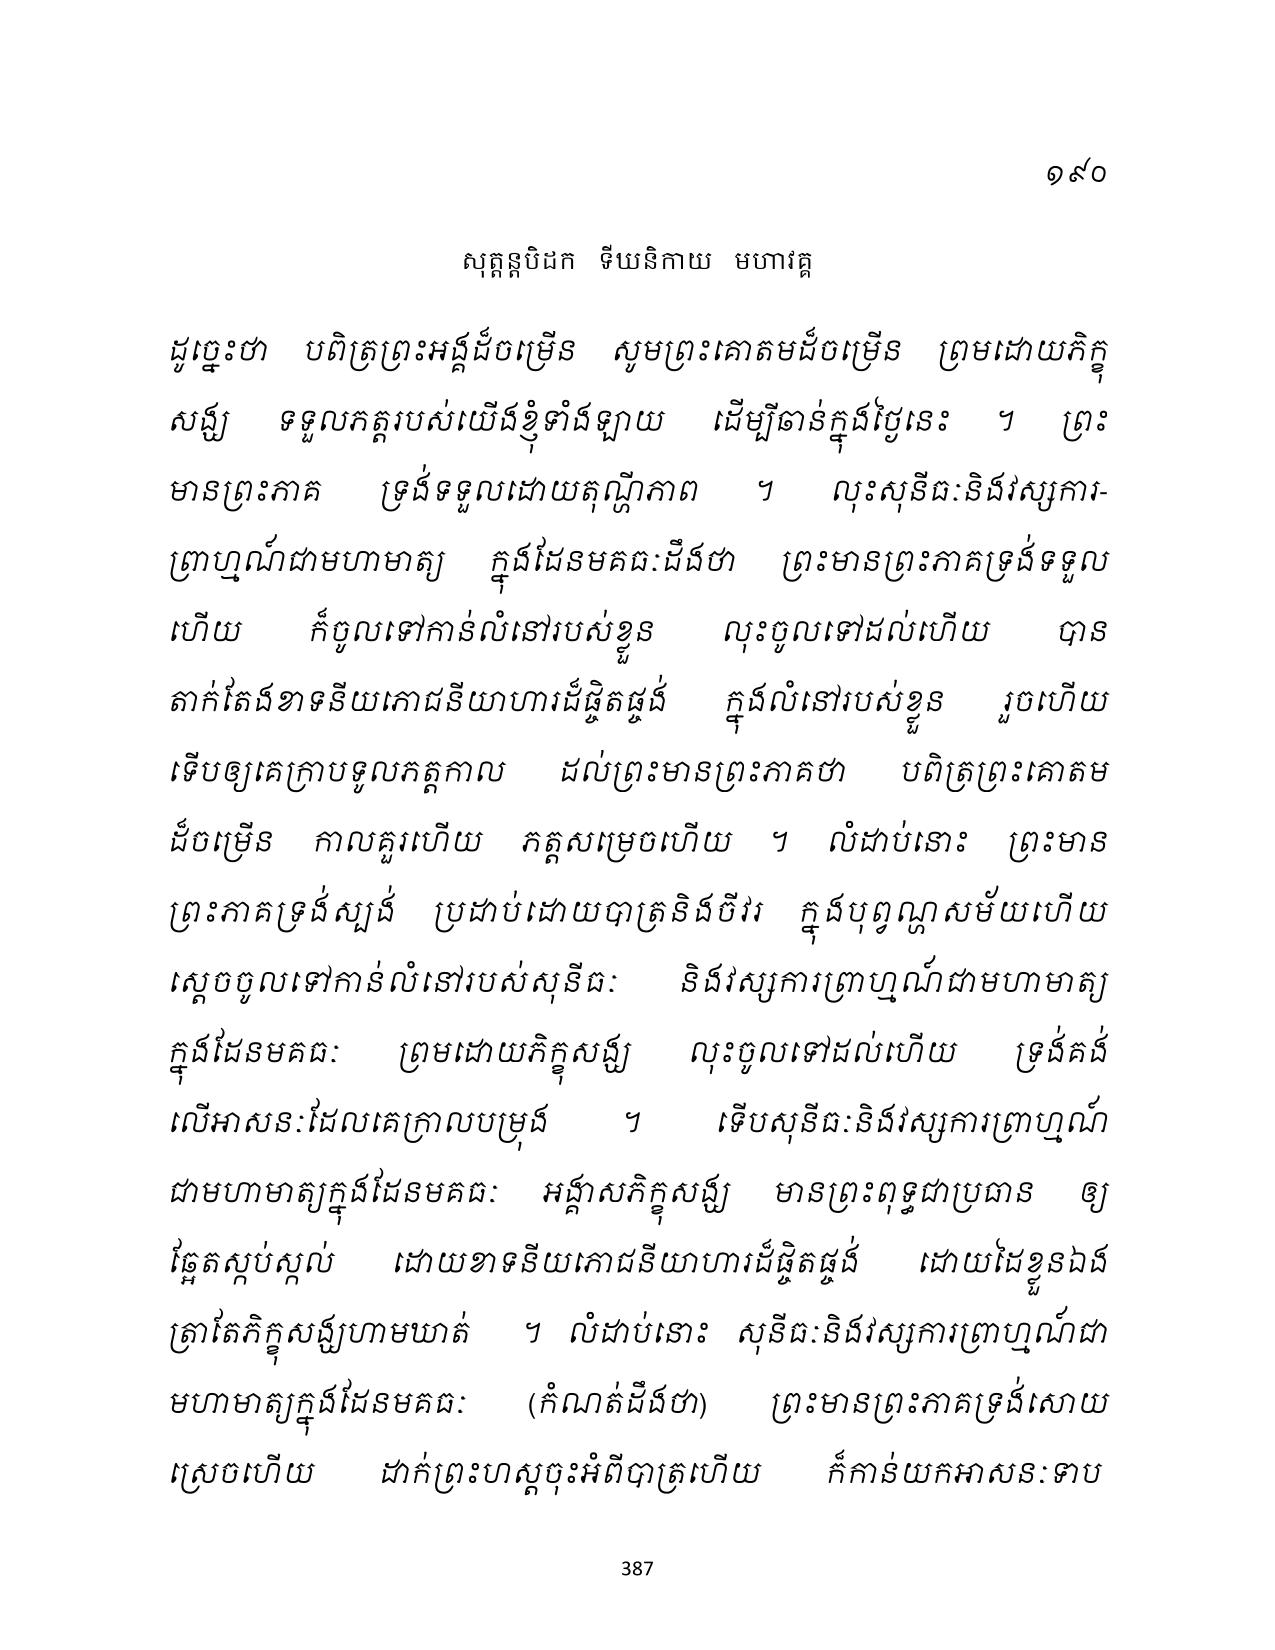 ១៩០
សុត្តន្តបិដក ទីឃនិកាយ មហាវគ្គ
ដូច្នេះថា បពិត្រព្រះអង្គដ៏ចម្រើន សូមព្រះគោតមដ៏ចម្រើន ព្រមដោយភិក្ខុ
សង្ឃ ទទួលភត្តរបស់យើងខ្ញុំទាំងឡាយ ដើម្បីឆាន់ក្នុងថ្ងៃនេះ ។ ព្រះ
មានព្រះភាគ ទ្រង់ទទួលដោយតុណ្ហីភាព ។ លុះសុនីធៈនិងវស្សការ-
ព្រាហ្មណ៍ជាមហាមាត្យ ក្នុងដែនមគធៈដឹងថា ព្រះមានព្រះភាគទ្រង់ទទួល
ហើយ ក៏ចូលទៅកាន់លំនៅរបស់ខ្លួន លុះចូលទៅដល់ហើយ បាន
តាក់តែងខាទនីយភោជនីយាហារដ៏ផ្ចិតផ្ចង់ ក្នុងលំនៅរបស់ខ្លួន រួចហើយ
ទើបឲ្យគេក្រាបទូលភត្តកាល ដល់ព្រះមានព្រះភាគថា បពិត្រព្រះគោតម
ដ៏ចម្រើន កាលគួរហើយ ភត្តសម្រេចហើយ ។ លំដាប់នោះ ព្រះមាន
ព្រះភាគទ្រង់ស្បង់ ប្រដាប់ដោយបាត្រនិងចីវរ ក្នុងបុព្វណ្ហសម័យហើយ
ស្តេចចូលទៅកាន់លំនៅរបស់សុនីធៈ និងវស្សការព្រាហ្មណ៍ជាមហាមាត្យ
ក្នុងដែនមគធៈ ព្រមដោយភិក្ខុសង្ឃ លុះចូលទៅដល់ហើយ ទ្រង់គង់
លើអាសនៈដែលគេក្រាលបម្រុង ។ ទើបសុនីធៈនិងវស្សការព្រាហ្មណ៍
ជាមហាមាត្យក្នុងដែនមគធៈ អង្គាសភិក្ខុសង្ឃ មានព្រះពុទ្ធជាប្រធាន ឲ្យ
ឆ្អែតស្កប់ស្កល់ ដោយខាទនីយភោជនីយាហារដ៏ផ្ចិតផ្ចង់ ដោយដៃខ្លួនឯង
ត្រាតែភិក្ខុសង្ឃហាមឃាត់ ។ លំដាប់នោះ សុនីធៈនិងវស្សការព្រាហ្មណ៍ជា
មហាមាត្យក្នុងដែនមគធៈ (កំណត់ដឹងថា) ព្រះមានព្រះភាគទ្រង់សោយ
ស្រេចហើយ ដាក់ព្រះហស្តចុះអំពីបាត្រហើយ ក៏កាន់យកអាសនៈទាប
387